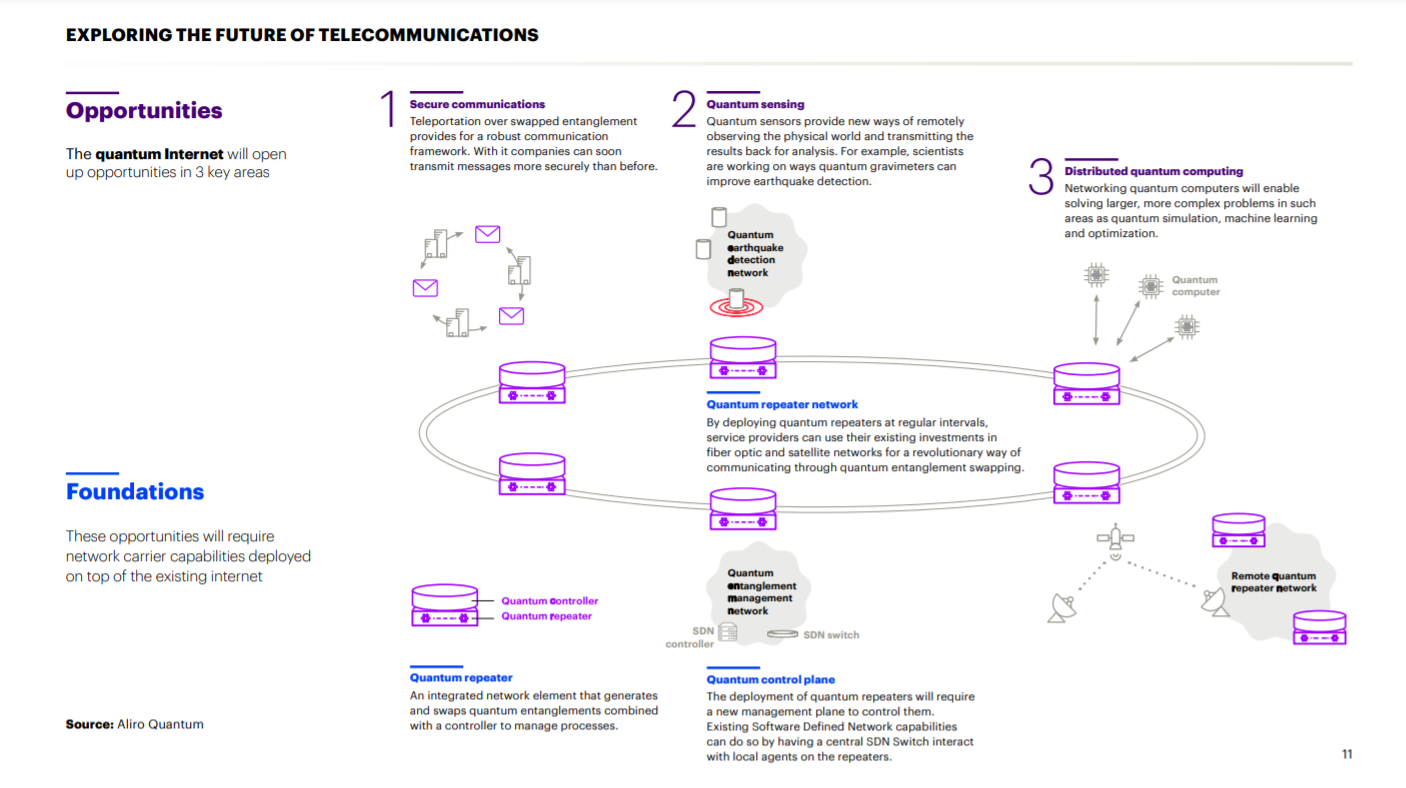 EXPLORING THE FUTURE OF TELECOMMUNICATIONS
Opportunities
The quantum Internet will open
up opportunities in 3 key areas
1
Secure communications
Teleportation over swapped entanglement
provides for a robust communication
framework. With it companies can soon
transmit messages more securely than before.
2
Quantum sensing
Quantum sensors provide new ways of remotely
observing the physical world and transmitting the
results back for analysis. For example, scientists
are working on ways quantum gravimeters can
improve earthquake detection.
3
Distributed quantum computing
Networking quantum computers will enable
solving larger, more complex problems in such
areas as quantum simulation, machine learning
and optimization.
Quantum
earthquake
detection
network
Quantum
computer
Quantum repeater network
By deploying quantum repeaters at regular intervals,
service providers can use their existing investments in
fiber optic and satellite networks for a revolutionary way of
communicating through quantum entanglement swapping.
Foundations
These opportunities will require
network carrier capabilities deployed
on top of the existing internet
Quantum controller
Quantum repeater
Quantum
entanglement
management
network
SDN
controller
SDN switch
Remote quantum
repeater network
Quantum repeater
An integrated network element that generates
and swaps quantum entanglements combined
with a controller to manage processes.
Quantum control plane
The deployment of quantum repeaters will require
a new management plane to control them.
Existing Software Defined Network capabilities
can do so by having a central SDN Switch interact
with local agents on the repeaters.
Source: Aliro Quantum
11